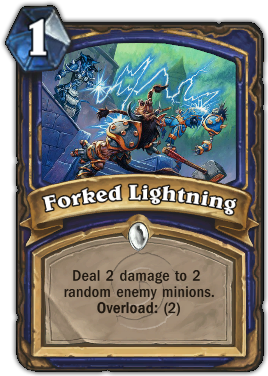 1
Forked Lightning
Deal 2 damage to 2
random enemy minions.
Overload: (2)